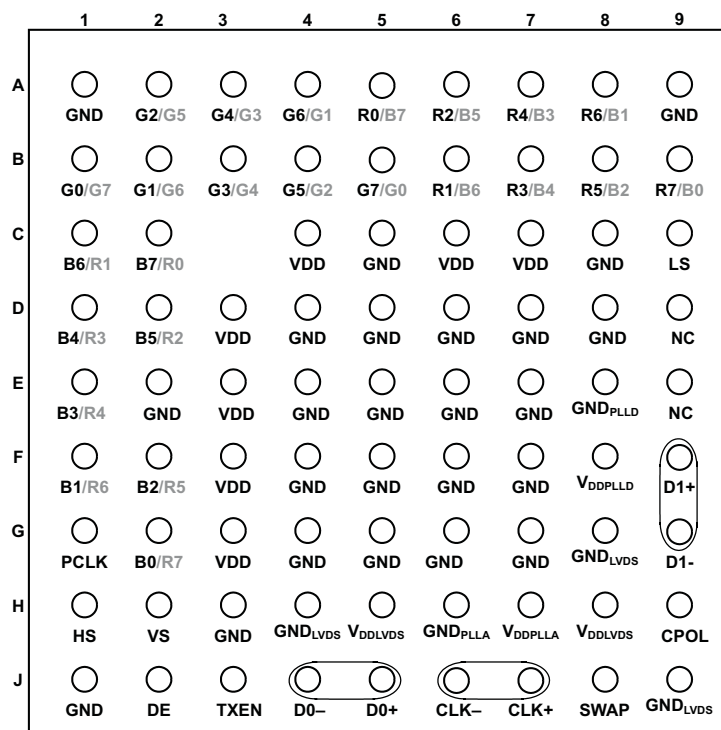 1 2 3 4 5 6 7 8 9
A
GND G2/G5 G4/G3 G6/G1 R0/B7 R2/B5 R4/B3 R6/B1 GND
B
G0/G7 G1/G6 G3/G4 G5/G2 G7/G0 R1/B6 R3/B4 R5/B2 R7/B0
C
B6/R1 B7/R0 VDD GND VDD VDD GND LS
D
B4/R3 B5/R2 VDD GND GND GND GND GND NC
E
B3/R4 GND VDD GND GND GND GND GNDPLLD NC
F
B1/R6 B2/R5 VDD GND GND GND GND VDDPLLD D1+
G
PCLK B0/R7 VDD GND GND GND GND GNDLVDS D1-
H
HS VS GND GNDLVDS VDDLVDS GNDPLLA VDDPLLA VDDLVDS CPOL
J
GND DE TXEN D0– D0+ CLK– CLK+ SWAP GNDLVDS